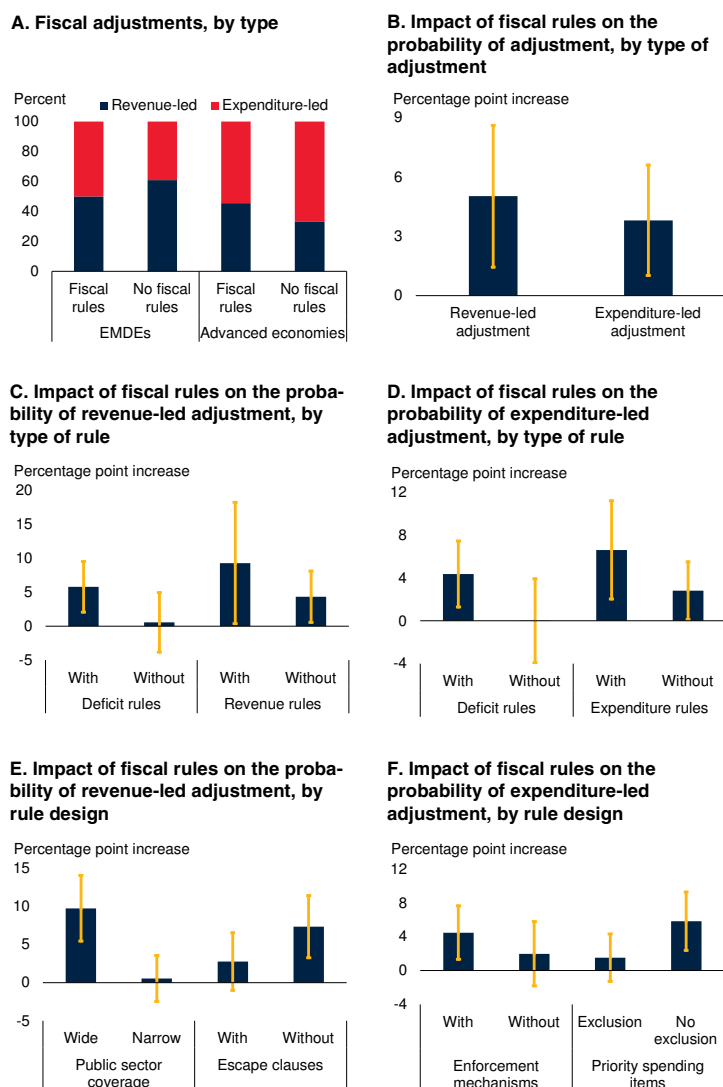 A. Fiscal adjustments, by type
Percent
Revenue-led Expenditure-led
100
80
60
40
20
0
Fiscal rules
No fiscal rules
Fiscal rules
No fiscal rules
EMDEs
Advanced economies
B. Impact of fiscal rules on the
probability of adjustment, by type of
adjustment
Percentage point increase
9
6
3
0
Revenue-led
adjustment
Expenditure-led
adjustment
C. Impact of fiscal rules on the proba-
bility of revenue-led adjustment, by
type of rule
Percentage point increase
20
15
10
5
0
-5
With Without With Without
Deficit rules Revenue rules
D. Impact of fiscal rules on the
probability of expenditure-led
adjustment, by type of rule
Percentage point increase
12
8
4
0
-4
With Without With Without
Deficit rules Expenditure rules
E. Impact of fiscal rules on the proba-
bility of revenue-led adjustment, by
rule design
Percentage point increase
15
10
5
0
-5
Wide Narrow With Without
Public sector
coverage
Escape clauses
F. Impact of fiscal rules on the
probability of expenditure-led
adjustment, by rule design
Percentage point increase
12
8
4
0
-4
With Without Exclusion No
exclusion
Enforcement
mechanisms
Priority spending
items